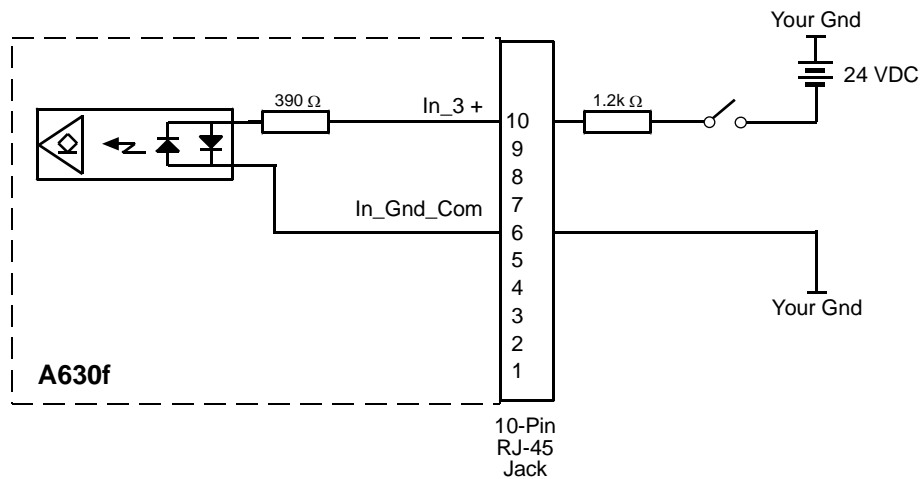 Your Gnd
24 VDC
390 Ω
In_3 +
1.2k Ω
10
9
8
7
In_Gnd_Com
6
5
4
3
2
1
Your Gnd
A630f
10-Pin
RJ-45
Jack